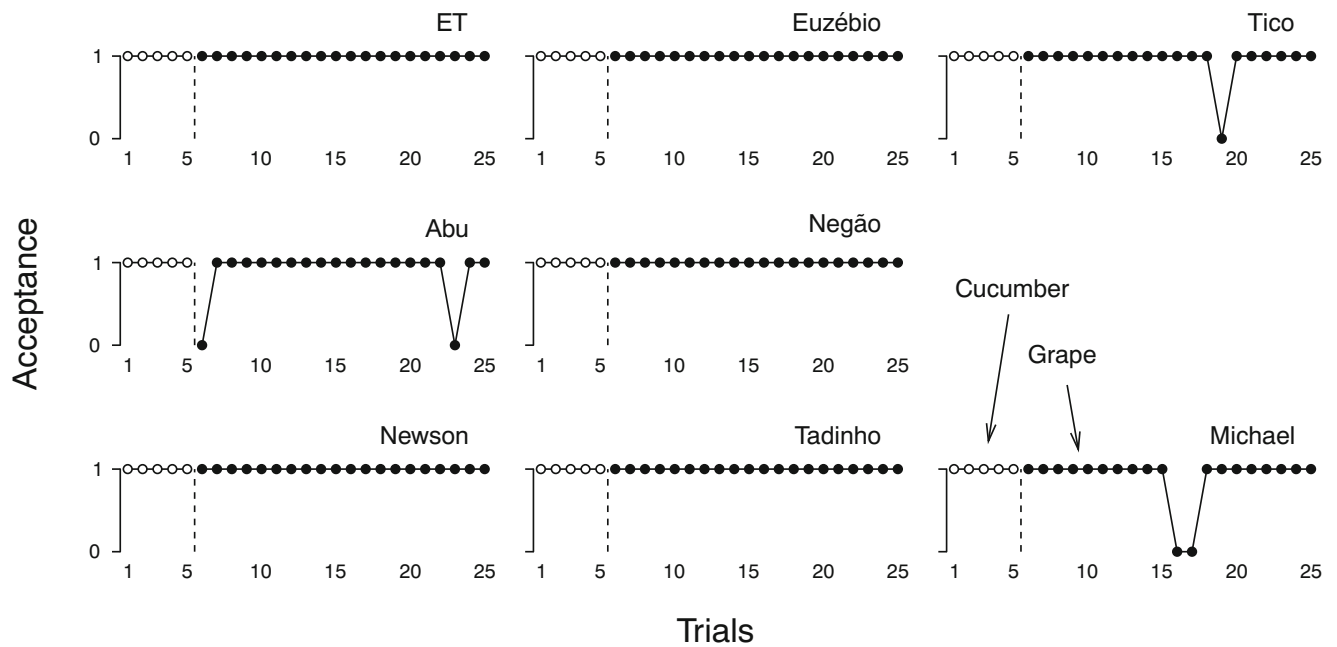 ET
Euzébio
Tico
1
0
1 5 10 15 20 25
1 5 10 15 20 25
1 5 10 15 20 25
Acceptance
Abu
Negão
1
0
1 5 10 15 20 25
1 5 10 15 20 25
Cucumber
Grape
Newson
Tadinho
Michael
1
0
1 5 10 15 20 25
1 5 10 15 20 25
1 5 10 15 20 25
Trials